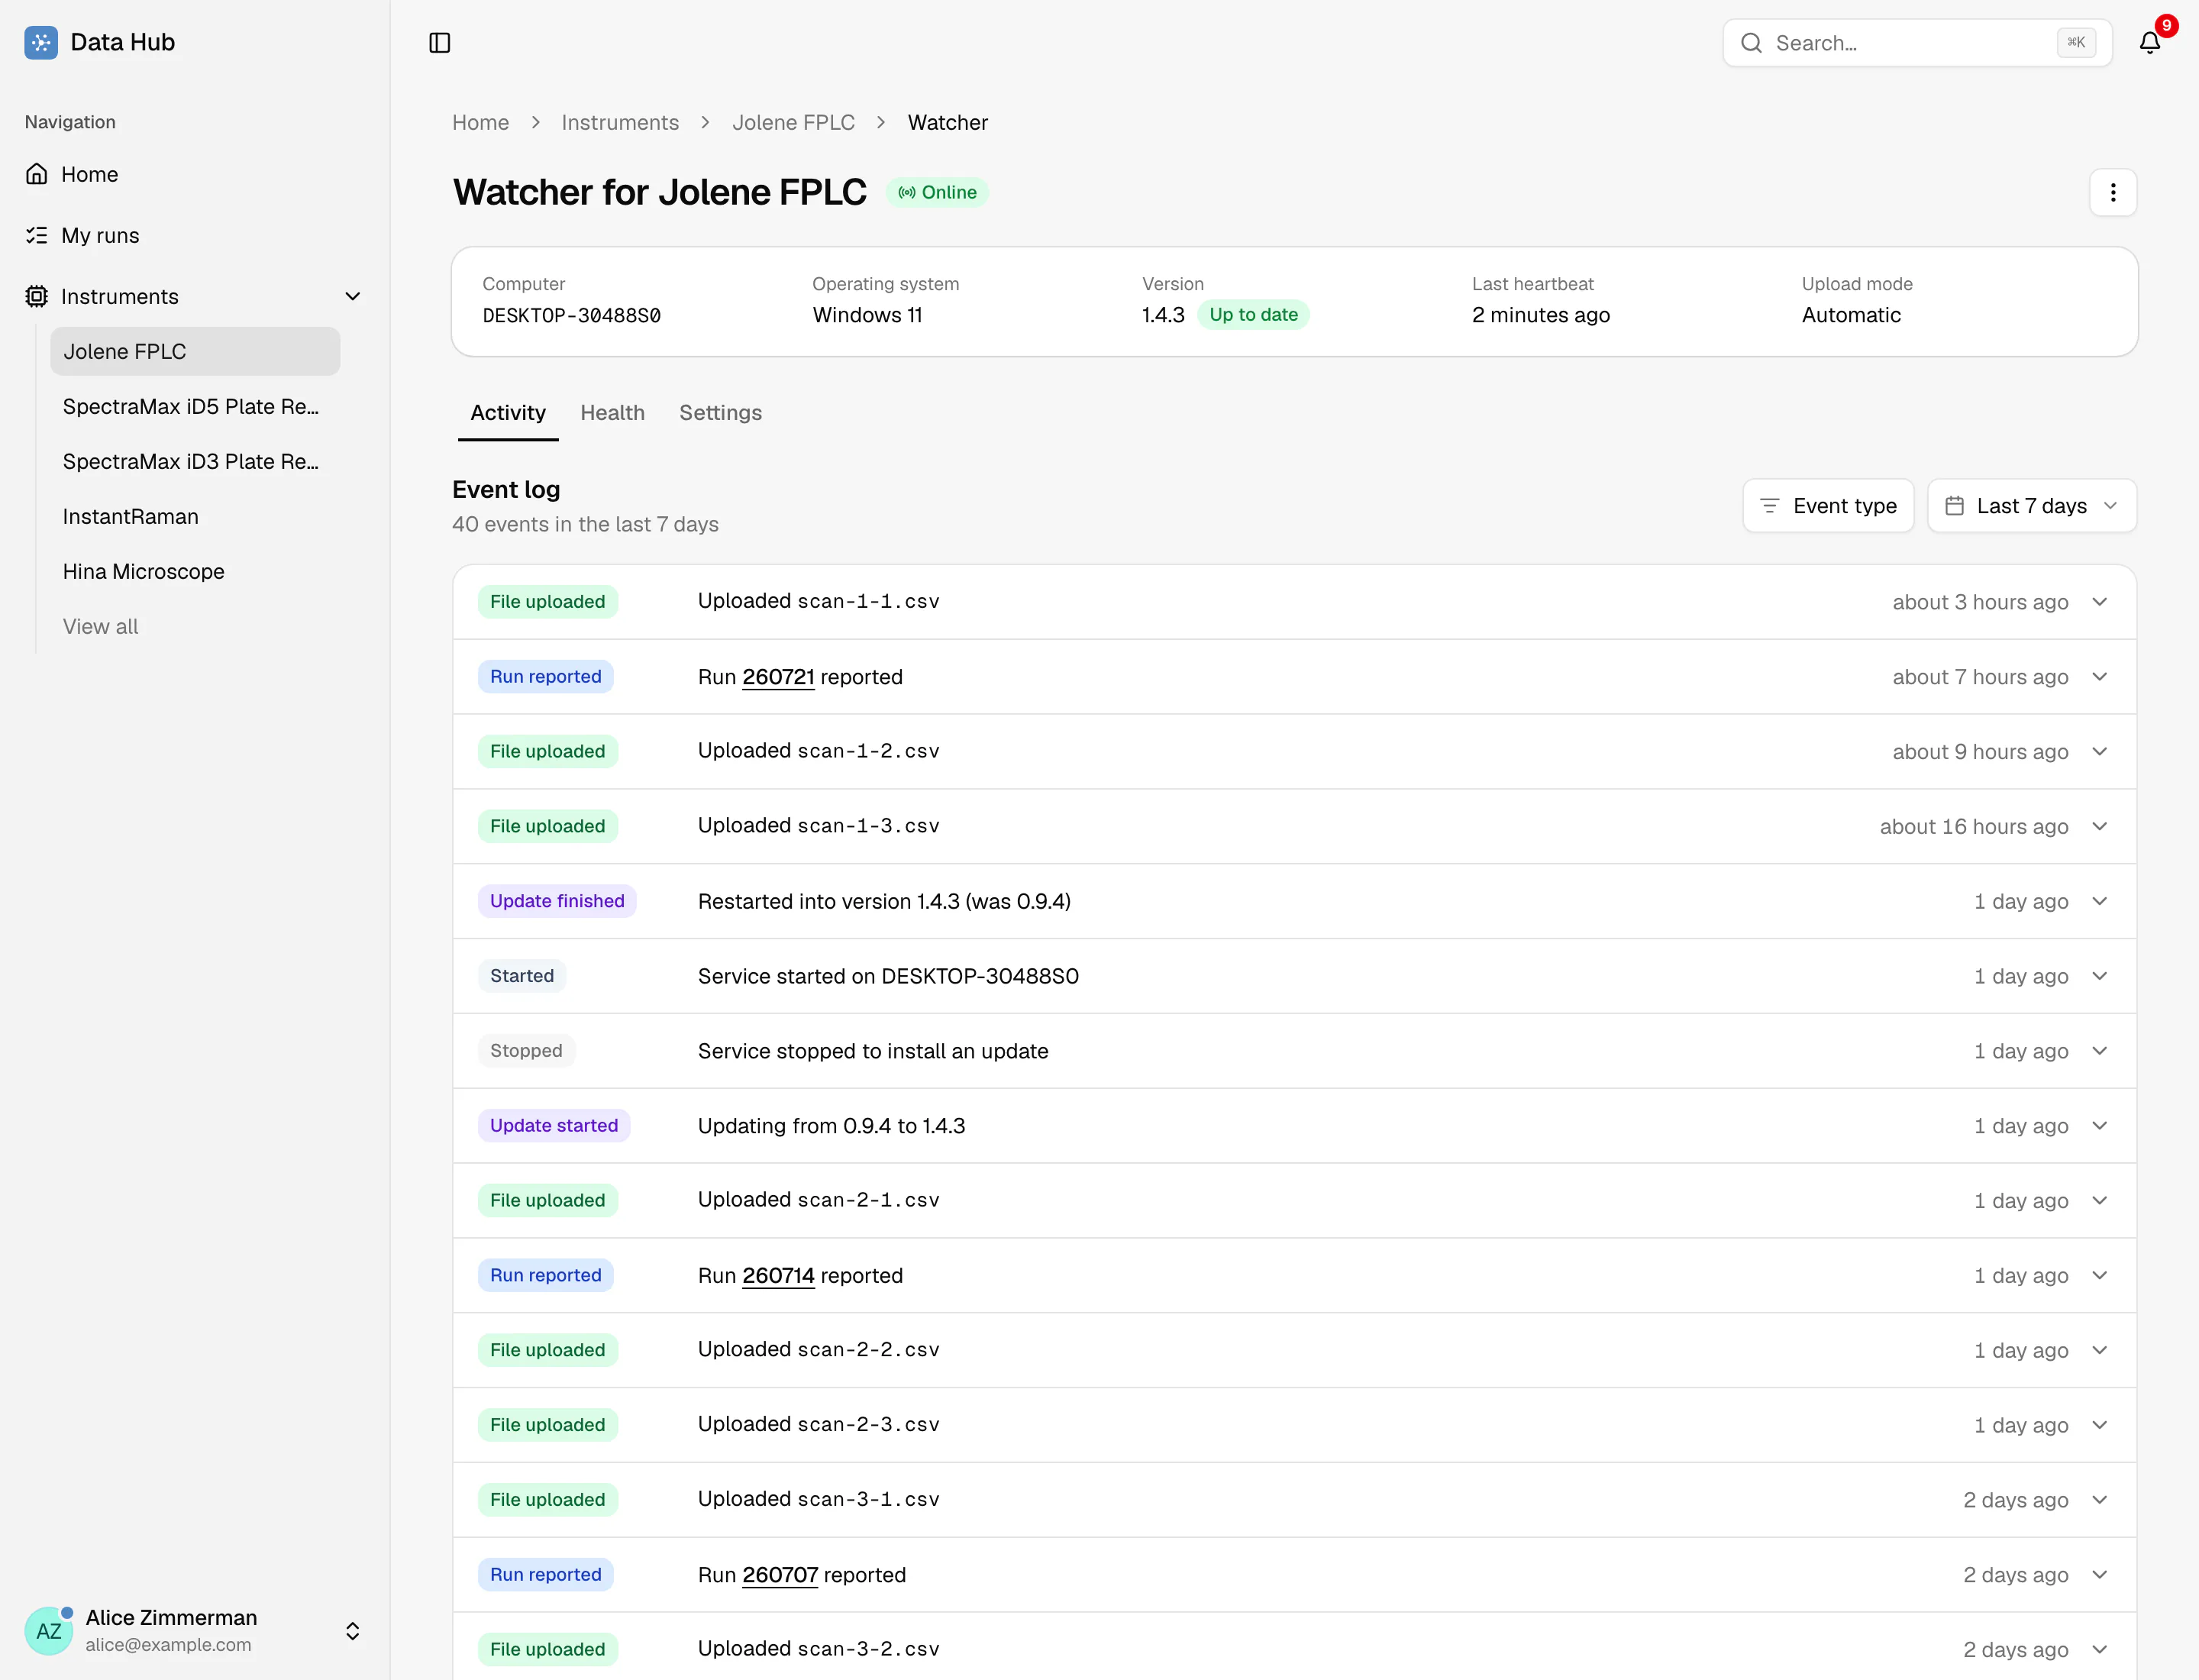 Data Hub
Search...
⌘K
9
Navigation
Home
My runs
Instruments
Jolene FPLC
SpectraMax iD5 Plate Re...
SpectraMax iD3 Plate Re...
InstantRaman
Hina Microscope
View all
AZ
Alice Zimmerman
alice@example.com
Home > Instruments > Jolene FPLC > Watcher
Watcher for Jolene FPLC Online
Computer
DESKTOP-30488S0
Operating system
Windows 11
Version
1.4.3 Up to date
Last heartbeat
2 minutes ago
Upload mode
Automatic
Activity Health Settings
Event log
40 events in the last 7 days
Event type
Last 7 days
File uploaded Uploaded scan-1-1.csv about 3 hours ago
Run reported Run 260721 reported about 7 hours ago
File uploaded Uploaded scan-1-2.csv about 9 hours ago
File uploaded Uploaded scan-1-3.csv about 16 hours ago
Update finished Restarted into version 1.4.3 (was 0.9.4) 1 day ago
Started Service started on DESKTOP-30488S0 1 day ago
Stopped Service stopped to install an update 1 day ago
Update started Updating from 0.9.4 to 1.4.3 1 day ago
File uploaded Uploaded scan-2-1.csv 1 day ago
Run reported Run 260714 reported 1 day ago
File uploaded Uploaded scan-2-2.csv 1 day ago
File uploaded Uploaded scan-2-3.csv 1 day ago
File uploaded Uploaded scan-3-1.csv 2 days ago
Run reported Run 260707 reported 2 days ago
File uploaded Uploaded scan-3-2.csv 2 days ago